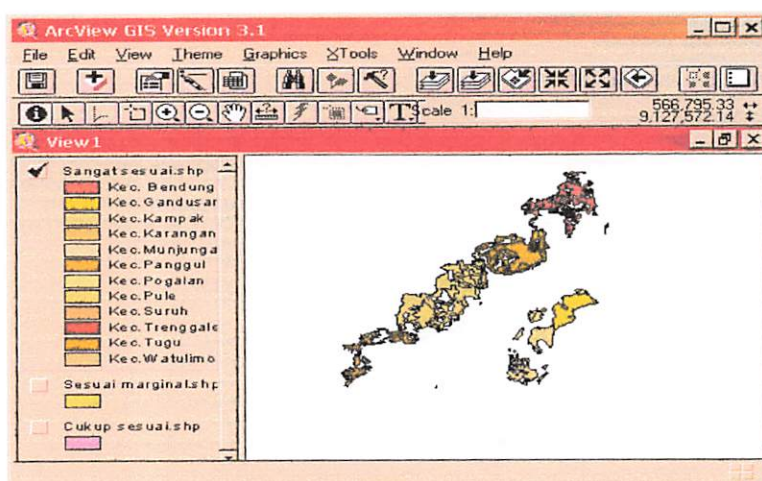 ArcView GIS Version 3.1
File Edit View Theme Graphics XTools Window Help
Scale 1:
566,795.33
9,127,572.14
View1
Sangatsesuai.shp
Kec. Bendung
Kec. Gandusar
Kec. Kampak
Kec. Karangan
Kec. Munjunga
Kec. Panggul
Kec. Pogalan
Kec. Pule
Kec. Suruh
Kec. Trenggale
Kec. Tugu
Kec. Watulimo
Sesuai marginal.shp
Cukup sesuai.shp